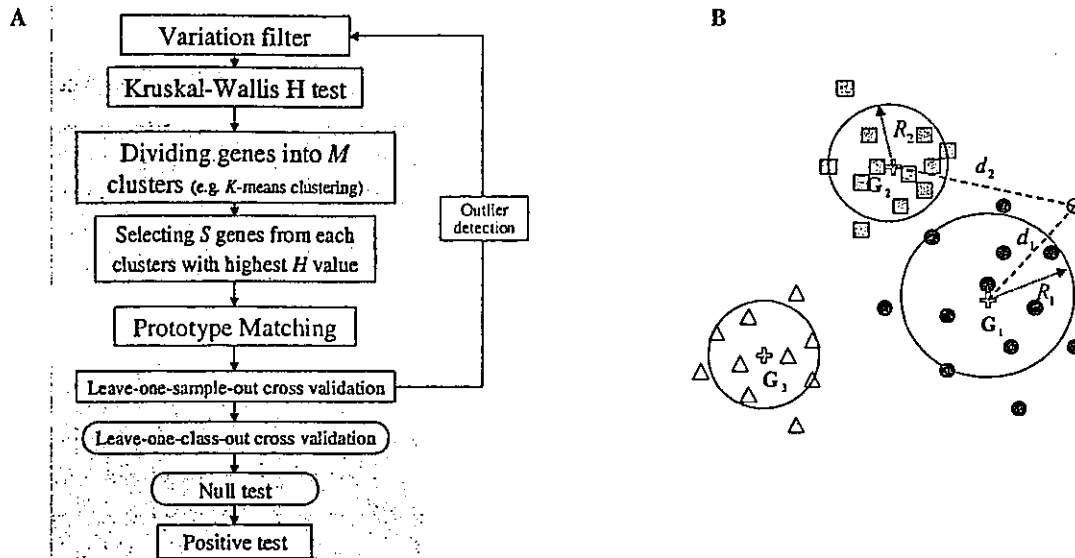 A
Variation filter
Kruskal-Wallis H test
Dividing genes into M
clusters (e.g. K-means clustering)
Selecting S genes from each
clusters with highest H value
Prototype Matching
Leave-one-sample-out cross validation
Leave-one-class-out cross validation
Null test
Positive test
Outlier
detection
B
R2
G2
d2
d1
R1
G1
G3